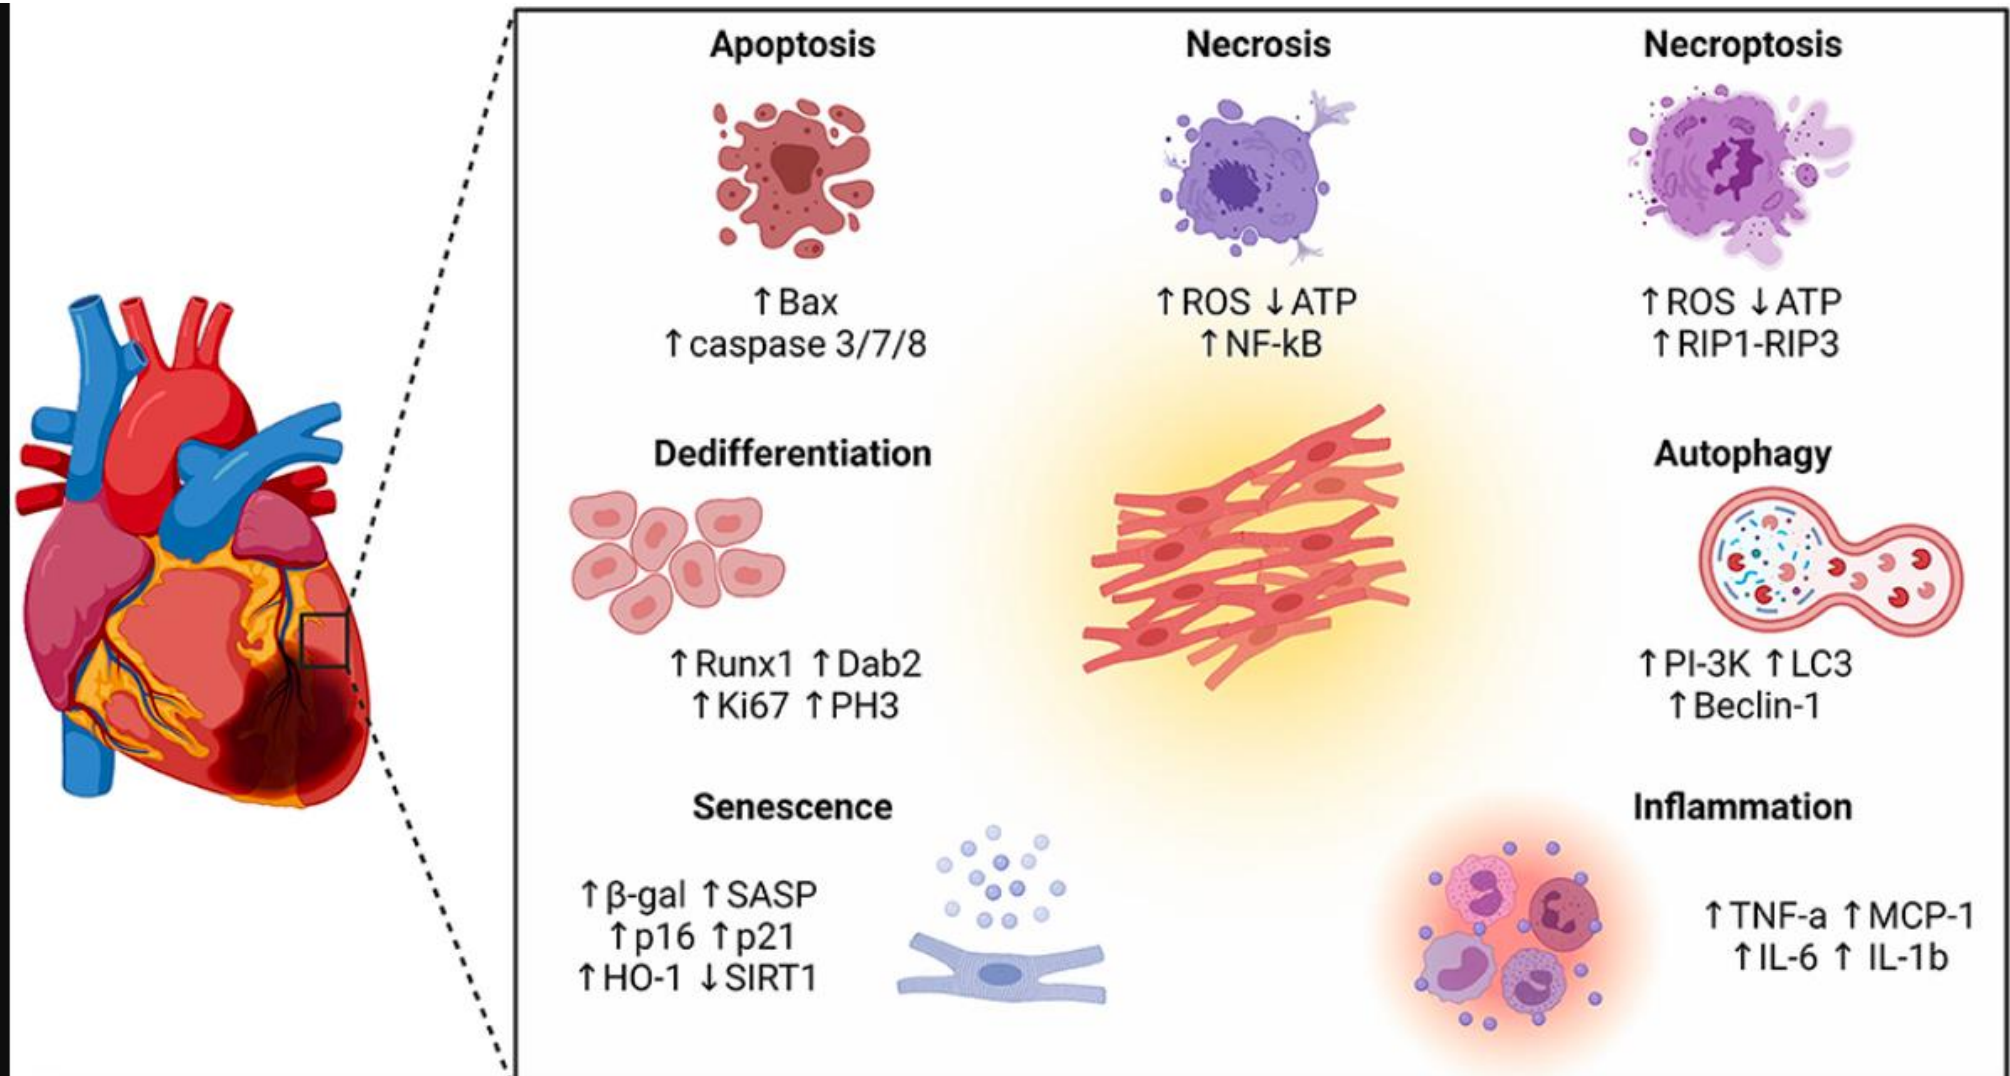 Apoptosis
↑Bax
↑caspase 3/7/8
Necrosis
↑ROS ↓ATP
↑NF-kB
Necroptosis
↑ROS ↓ATP
↑RIP1-RIP3
Dedifferentiation
↑Runx1 ↑Dab2
↑Ki67 ↑PH3
Autophagy
↑PI-3K ↑LC3
↑Beclin-1
Senescence
↑β-gal ↑SASP
↑p16 ↑p21
↑HO-1 ↓SIRT1
Inflammation
↑TNF-a ↑MCP-1
↑IL-6 ↑ IL-1b